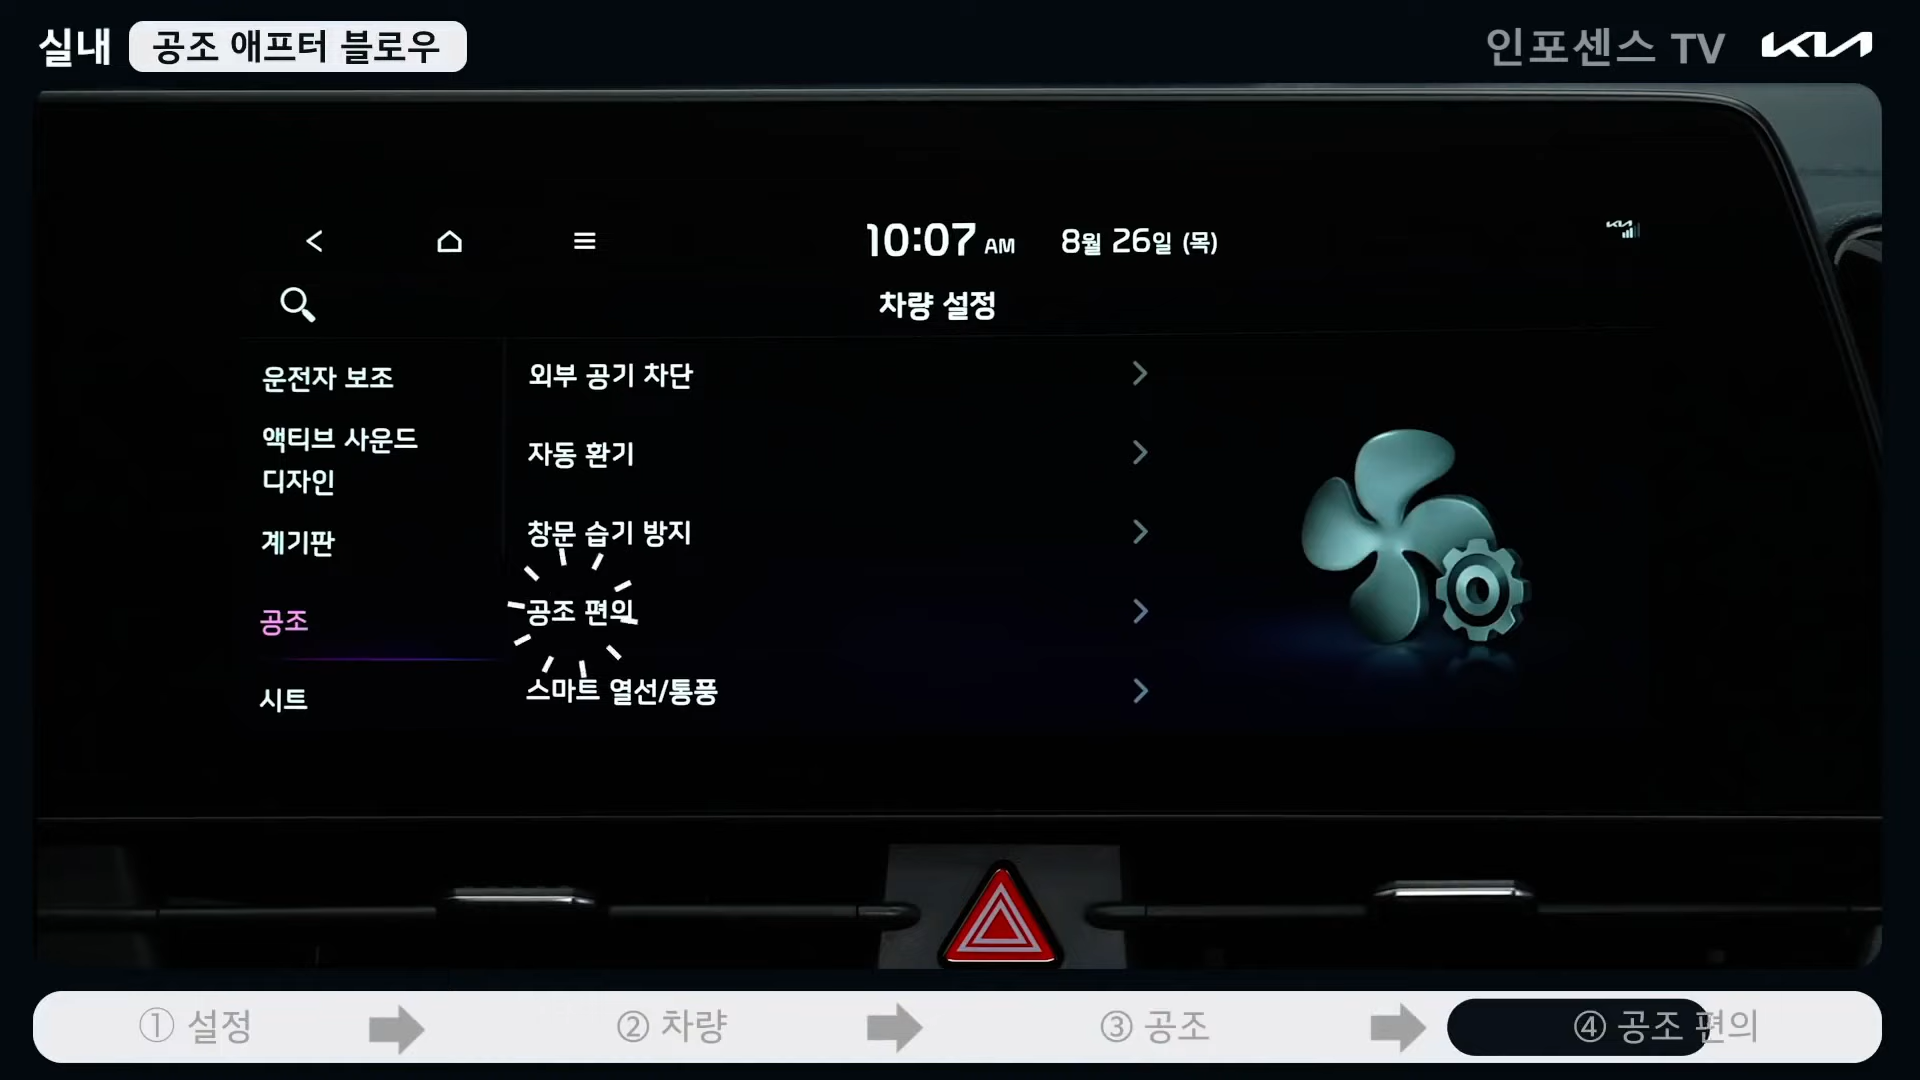 실내 공조 애프터 블로우
인포센스 TV KIA
10:07 AM 8월 26일 (목)
차량 설정
운전자 보조
액티브 사운드
디자인
계기판
공조
시트
외부 공기 차단
자동 환기
창문 습기 방지
공조 편의
스마트 열선/통풍
① 설정
② 차량
③ 공조
④ 공조 편의